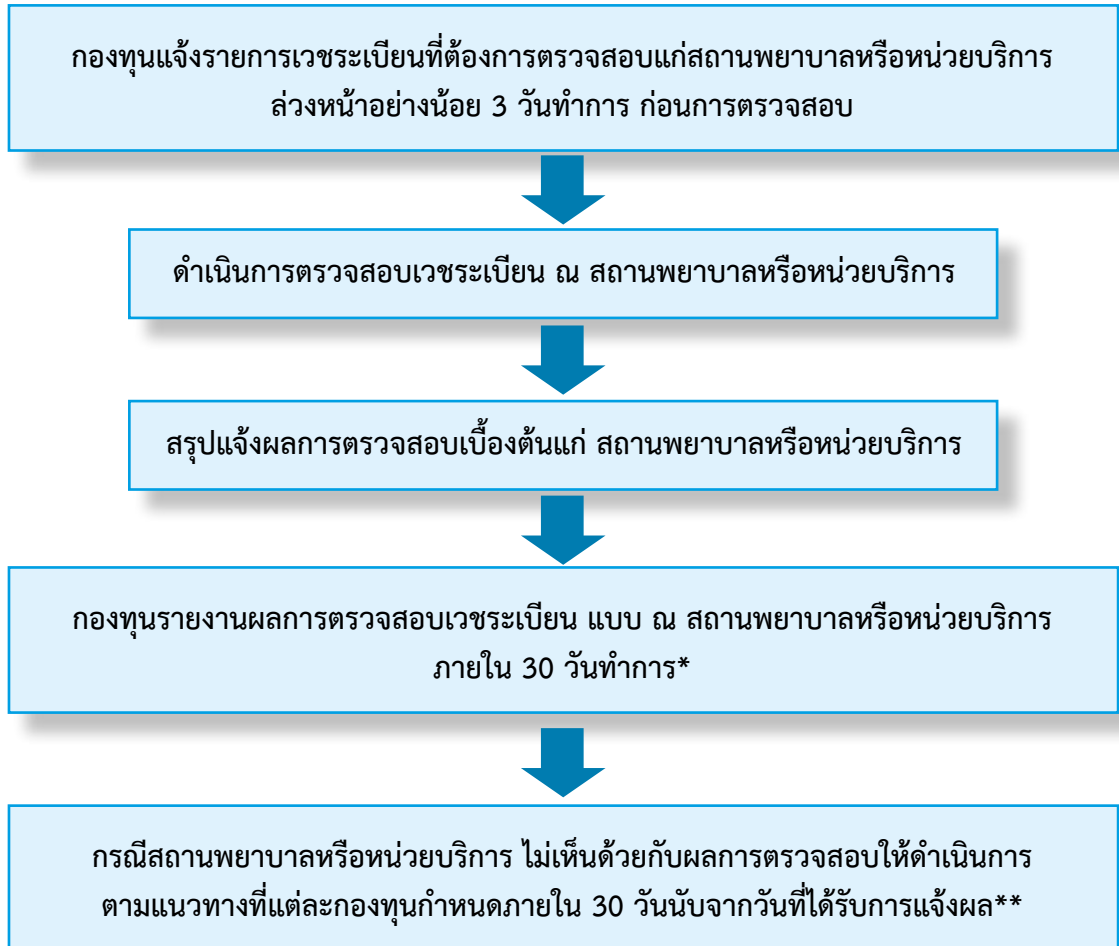 กองทุนแจ้งรายการเวชระเบียนที่ต้องการตรวจสอบแก่สถานพยาบาลหรือหน่วยบริการ
ล่วงหน้าอย่างน้อย 3 วันทำการ ก่อนการตรวจสอบ
ดำเนินการตรวจสอบเวชระเบียน ณ สถานพยาบาลหรือหน่วยบริการ
สรุปแจ้งผลการตรวจสอบเบื้องต้นแก่ สถานพยาบาลหรือหน่วยบริการ
กองทุนรายงานผลการตรวจสอบเวชระเบียน แบบ ณ สถานพยาบาลหรือหน่วยบริการ
ภายใน 30 วันทำการ*
กรณีสถานพยาบาลหรือหน่วยบริการ ไม่เห็นด้วยกับผลการตรวจสอบให้ดำเนินการ
ตามแนวทางที่แต่ละกองทุนกำหนดภายใน 30 วันนับจากวันที่ได้รับการแจ้งผล**